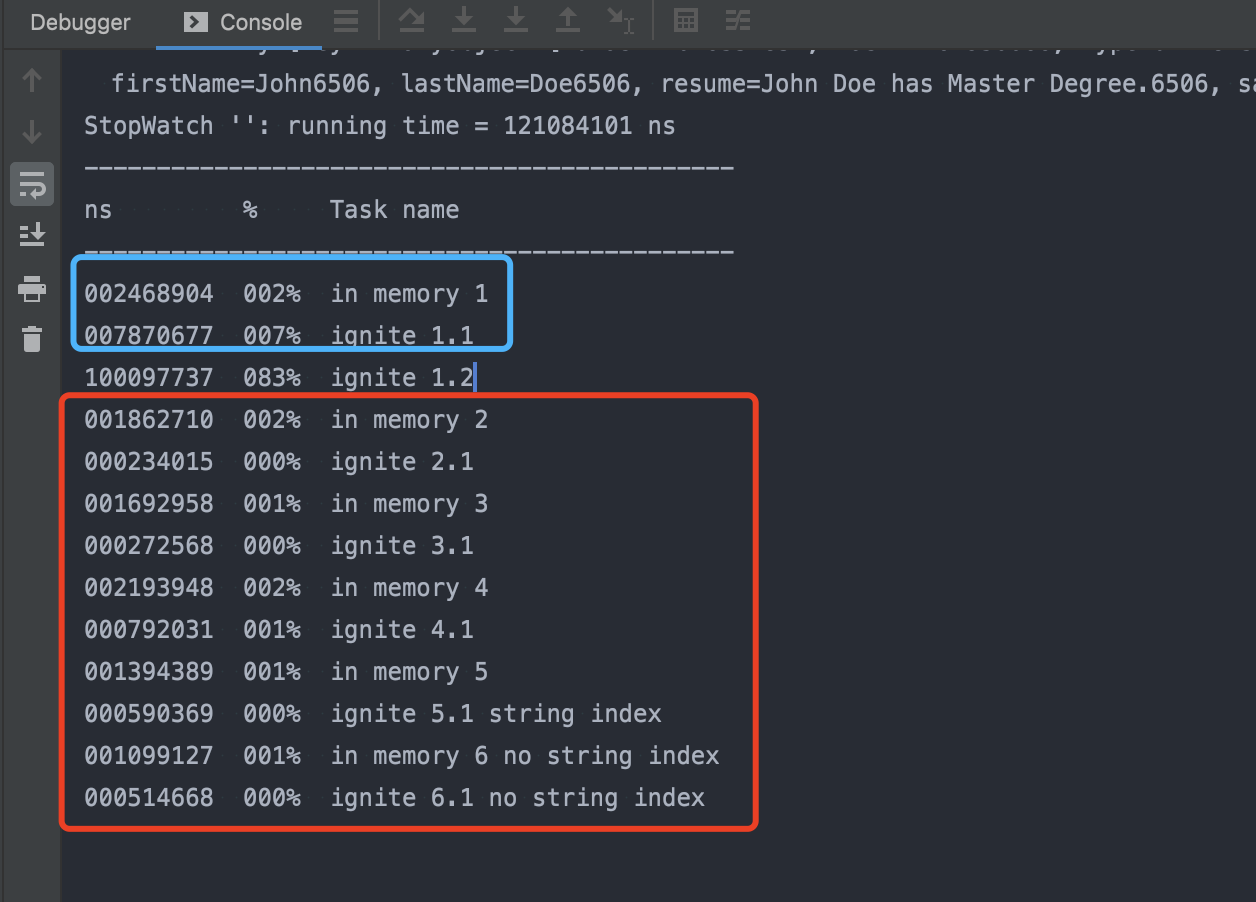 Debugger
Console
firstName=John6506, lastName=Doe6506, resume=John Doe has Master Degree.6506, sa
StopWatch '': running time = 121084101 ns
---------------------------------------------
ns % Task name
---------------------------------------------
002468904 002% in memory 1
007870677 007% ignite 1.1
100097737 083% ignite 1.2
001862710 002% in memory 2
000234015 000% ignite 2.1
001692958 001% in memory 3
000272568 000% ignite 3.1
002193948 002% in memory 4
000792031 001% ignite 4.1
001394389 001% in memory 5
000590369 000% ignite 5.1 string index
001099127 001% in memory 6 no string index
000514668 000% ignite 6.1 no string index